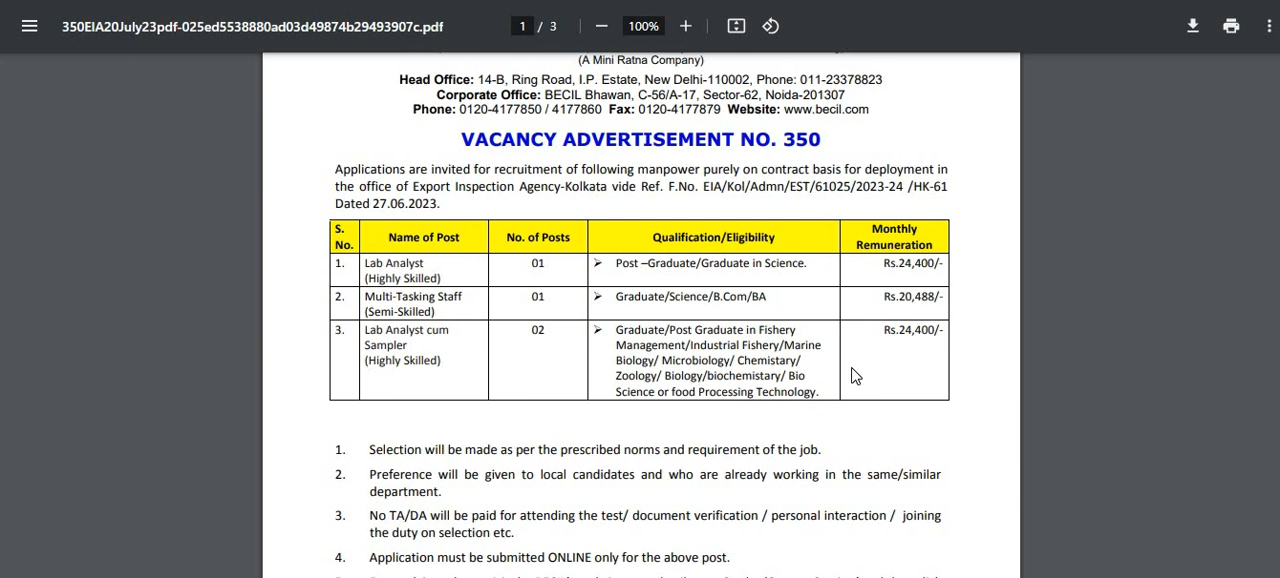 350EIA20July23pdf-025ed5538880ad03d49874b29493907c.pdf
1 / 3
100%
(A Mini Ratna Company)
Head Office: 14-B, Ring Road, I.P. Estate, New Delhi-110002, Phone: 011-23378823
Corporate Office: BECIL Bhawan, C-56/A-17, Sector-62, Noida-201307
Phone: 0120-4177850 / 4177860 Fax: 0120-4177879 Website: www.becil.com
VACANCY ADVERTISEMENT NO. 350
Applications are invited for recruitment of following manpower purely on contract basis for deployment in
the office of Export Inspection Agency-Kolkata vide Ref. F.No. EIA/Kol/Admn/EST/61025/2023-24 /HK-61
Dated 27.06.2023.
S. No. Name of Post No. of Posts Qualification/Eligibility Monthly Remuneration
1. Lab Analyst 01 ➢ Post –Graduate/Graduate in Science. Rs.24,400/-
(Highly Skilled)
2. Multi-Tasking Staff 01 ➢ Graduate/Science/B.Com/BA Rs.20,488/-
(Semi-Skilled)
3. Lab Analyst cum 02 ➢ Graduate/Post Graduate in Fishery Rs.24,400/-
Sampler Management/Industrial Fishery/Marine
(Highly Skilled) Biology/ Microbiology/ Chemistary/
Zoology/ Biology/biochemistary/ Bio
Science or food Processing Technology.
1. Selection will be made as per the prescribed norms and requirement of the job.
2. Preference will be given to local candidates and who are already working in the same/similar
department.
3. No TA/DA will be paid for attending the test/ document verification / personal interaction / joining
the duty on selection etc.
4. Application must be submitted ONLINE only for the above post.